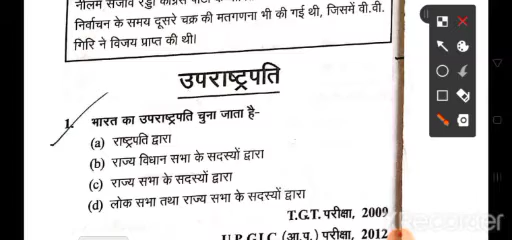 निर्वाचन के समय दूसरे चक्र की मतगणना भी की गई थी, जिसमें वी.वी.
गिरि ने विजय प्राप्त की थी।
उपराष्ट्रपति
1. भारत का उपराष्ट्रपति चुना जाता है-
(a) राष्ट्रपति द्वारा
(b) राज्य विधान सभा के सदस्यों द्वारा
(c) राज्य सभा के सदस्यों द्वारा
(d) लोक सभा तथा राज्य सभा के सदस्यों द्वारा
T.G.T. परीक्षा, 2009
U.P. G.I.C. (आ.प.) परीक्षा, 2012
Recorder